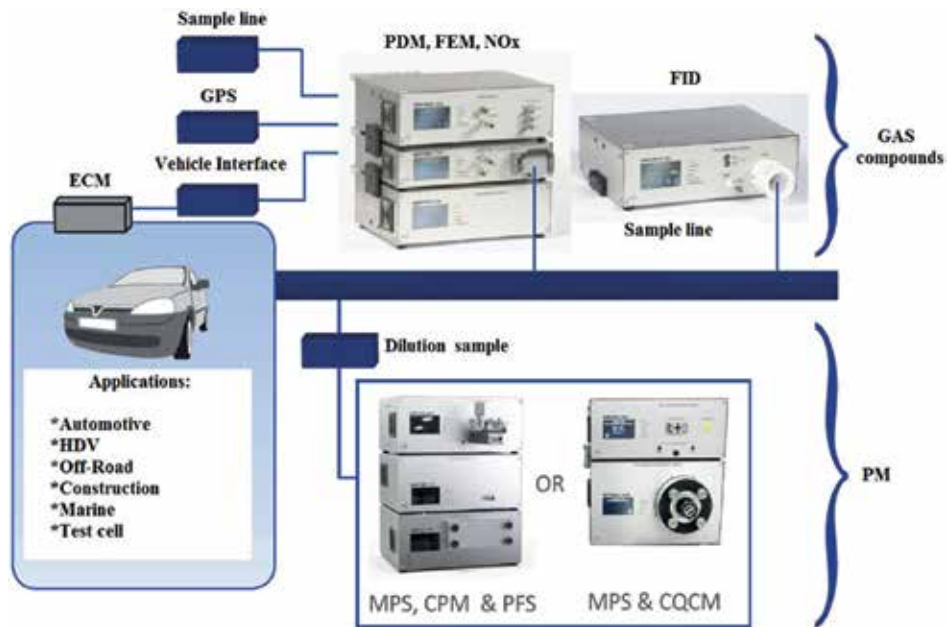 Sample line
PDM, FEM, NOx
FID
GPS
GAS
compounds
Vehicle Interface
ECM
Sample line
Dilution sample
Applications:
*Automotive
*HDV
*Off-Road
*Construction
*Marine
*Test cell
OR
PM
MPS, CPM & PFS
MPS & CQCM